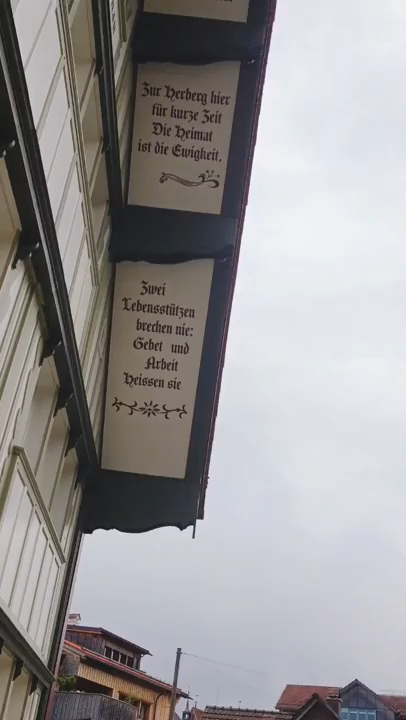 Zur Herberg hier
für kurze Zeit
Die Heimat
ist die Ewigkeit.
Zwei
Lebensstützen
brechen nie:
Gebet und
Arbeit
Heissen sie